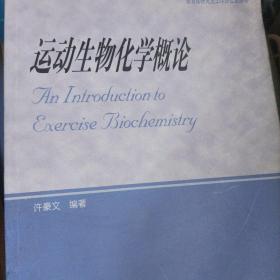 运动生物化学概论
An Introduction to
Exercise Biochemistry
许豪文 编著